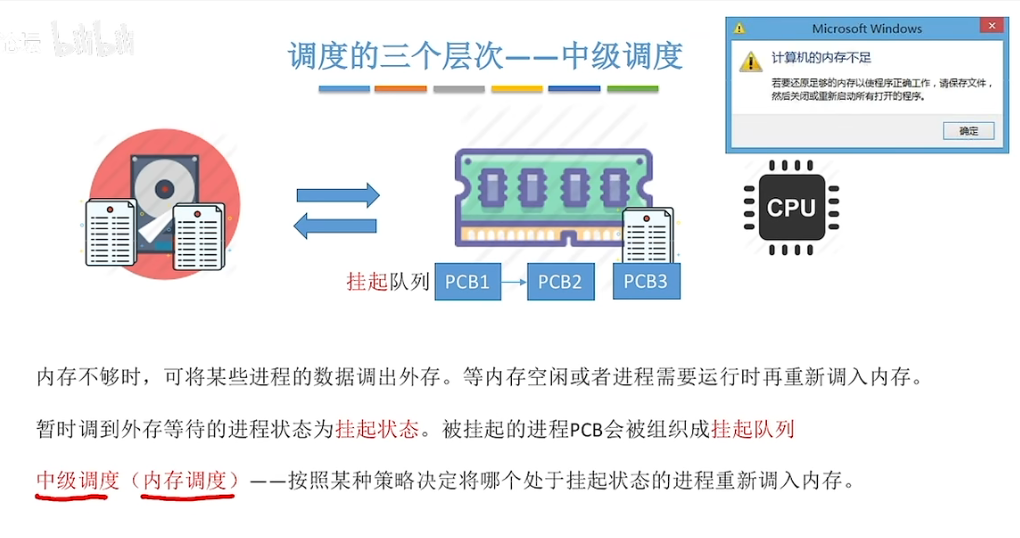 bilibili
调度的三个层次——中级调度
Microsoft Windows
计算机的内存不足
若要还原足够的内存以使程序正确工作，请保存文件，
然后关闭或重新启动所有打开的程序。
确定
CPU
挂起队列 PCB1 PCB2 PCB3
内存不够时，可将某些进程的数据调出外存。等内存空闲或者进程需要运行时再重新调入内存。
暂时调到外存等待的进程状态为挂起状态。被挂起的进程PCB会被组织成挂起队列
中级调度（内存调度）——按照某种策略决定将哪个处于挂起状态的进程重新调入内存。